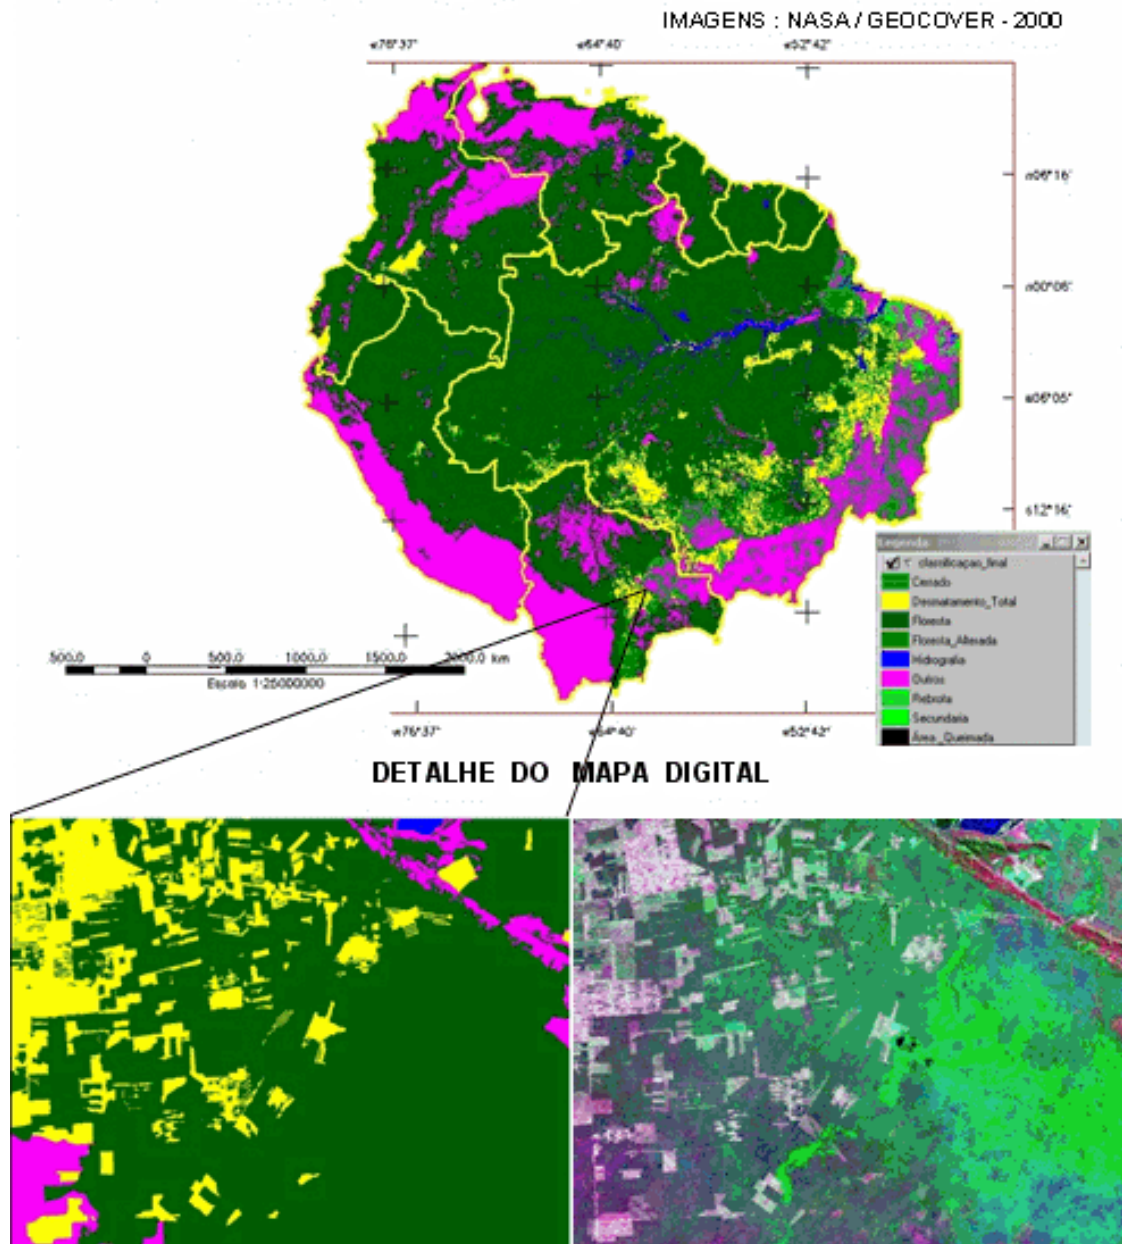 IMAGENS : NASA / GEOCOVER - 2000
w76°37'
w64°40'
w52°42'
n06°16'
n00°06'
s06°05'
s12°16'
Legenda
classificaçao_final
Cerrado
Desmatamento_Total
Floresta
Floresta_Alterada
Hidrografia
Outros
Rebrota
Secundaria
Área_Queimada
500.0 0 500.0 1000.0 1500.0 2000.0 km
Escala 1:25000000
w76°37'
w64°40'
w52°42'
DETALHE DO MAPA DIGITAL